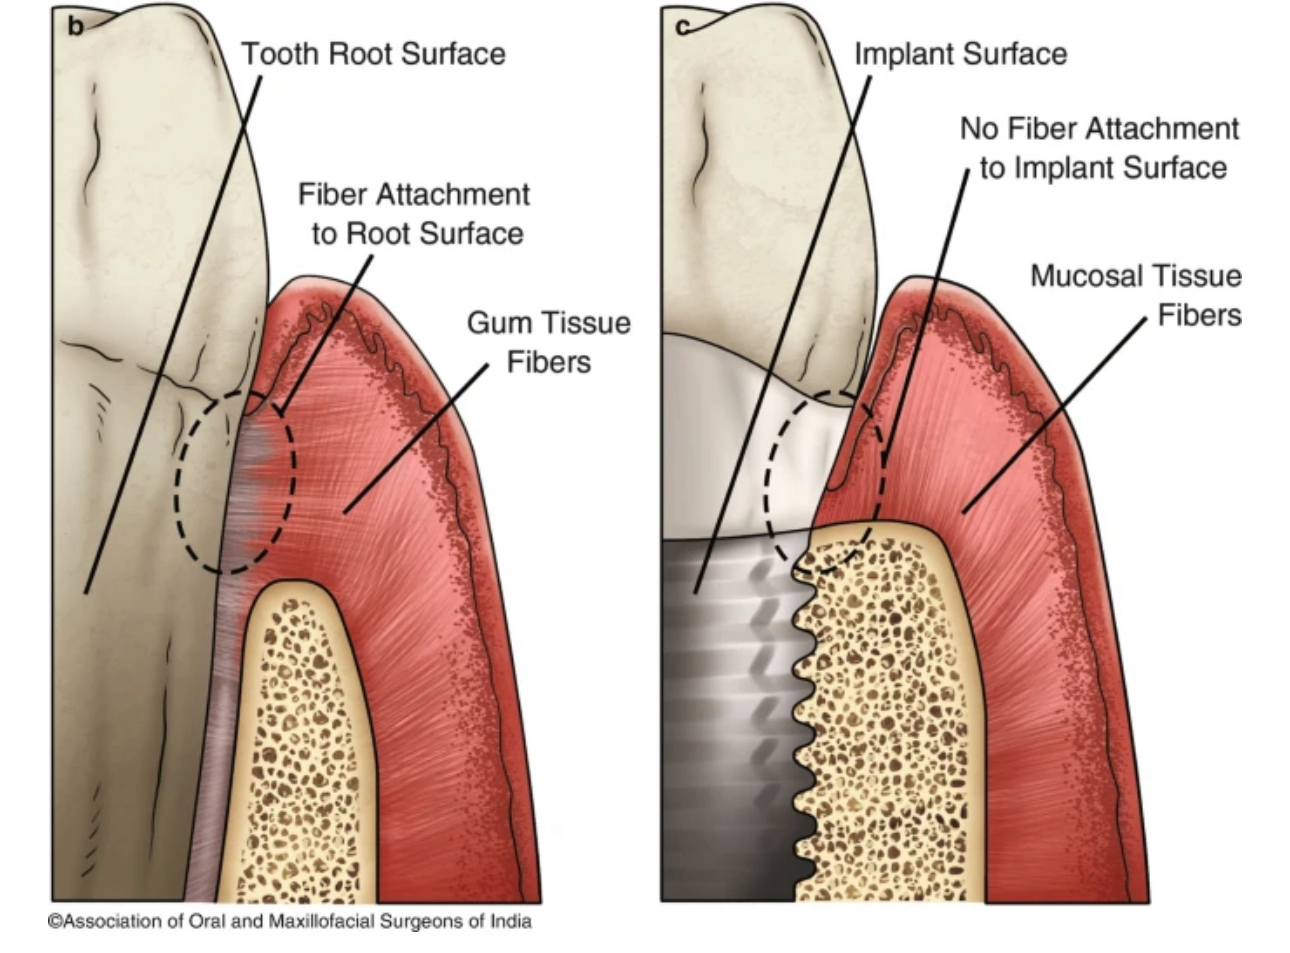 b
Tooth Root Surface
Fiber Attachment
to Root Surface
Gum Tissue
Fibers
c
Implant Surface
No Fiber Attachment
to Implant Surface
Mucosal Tissue
Fibers
©Association of Oral and Maxillofacial Surgeons of India